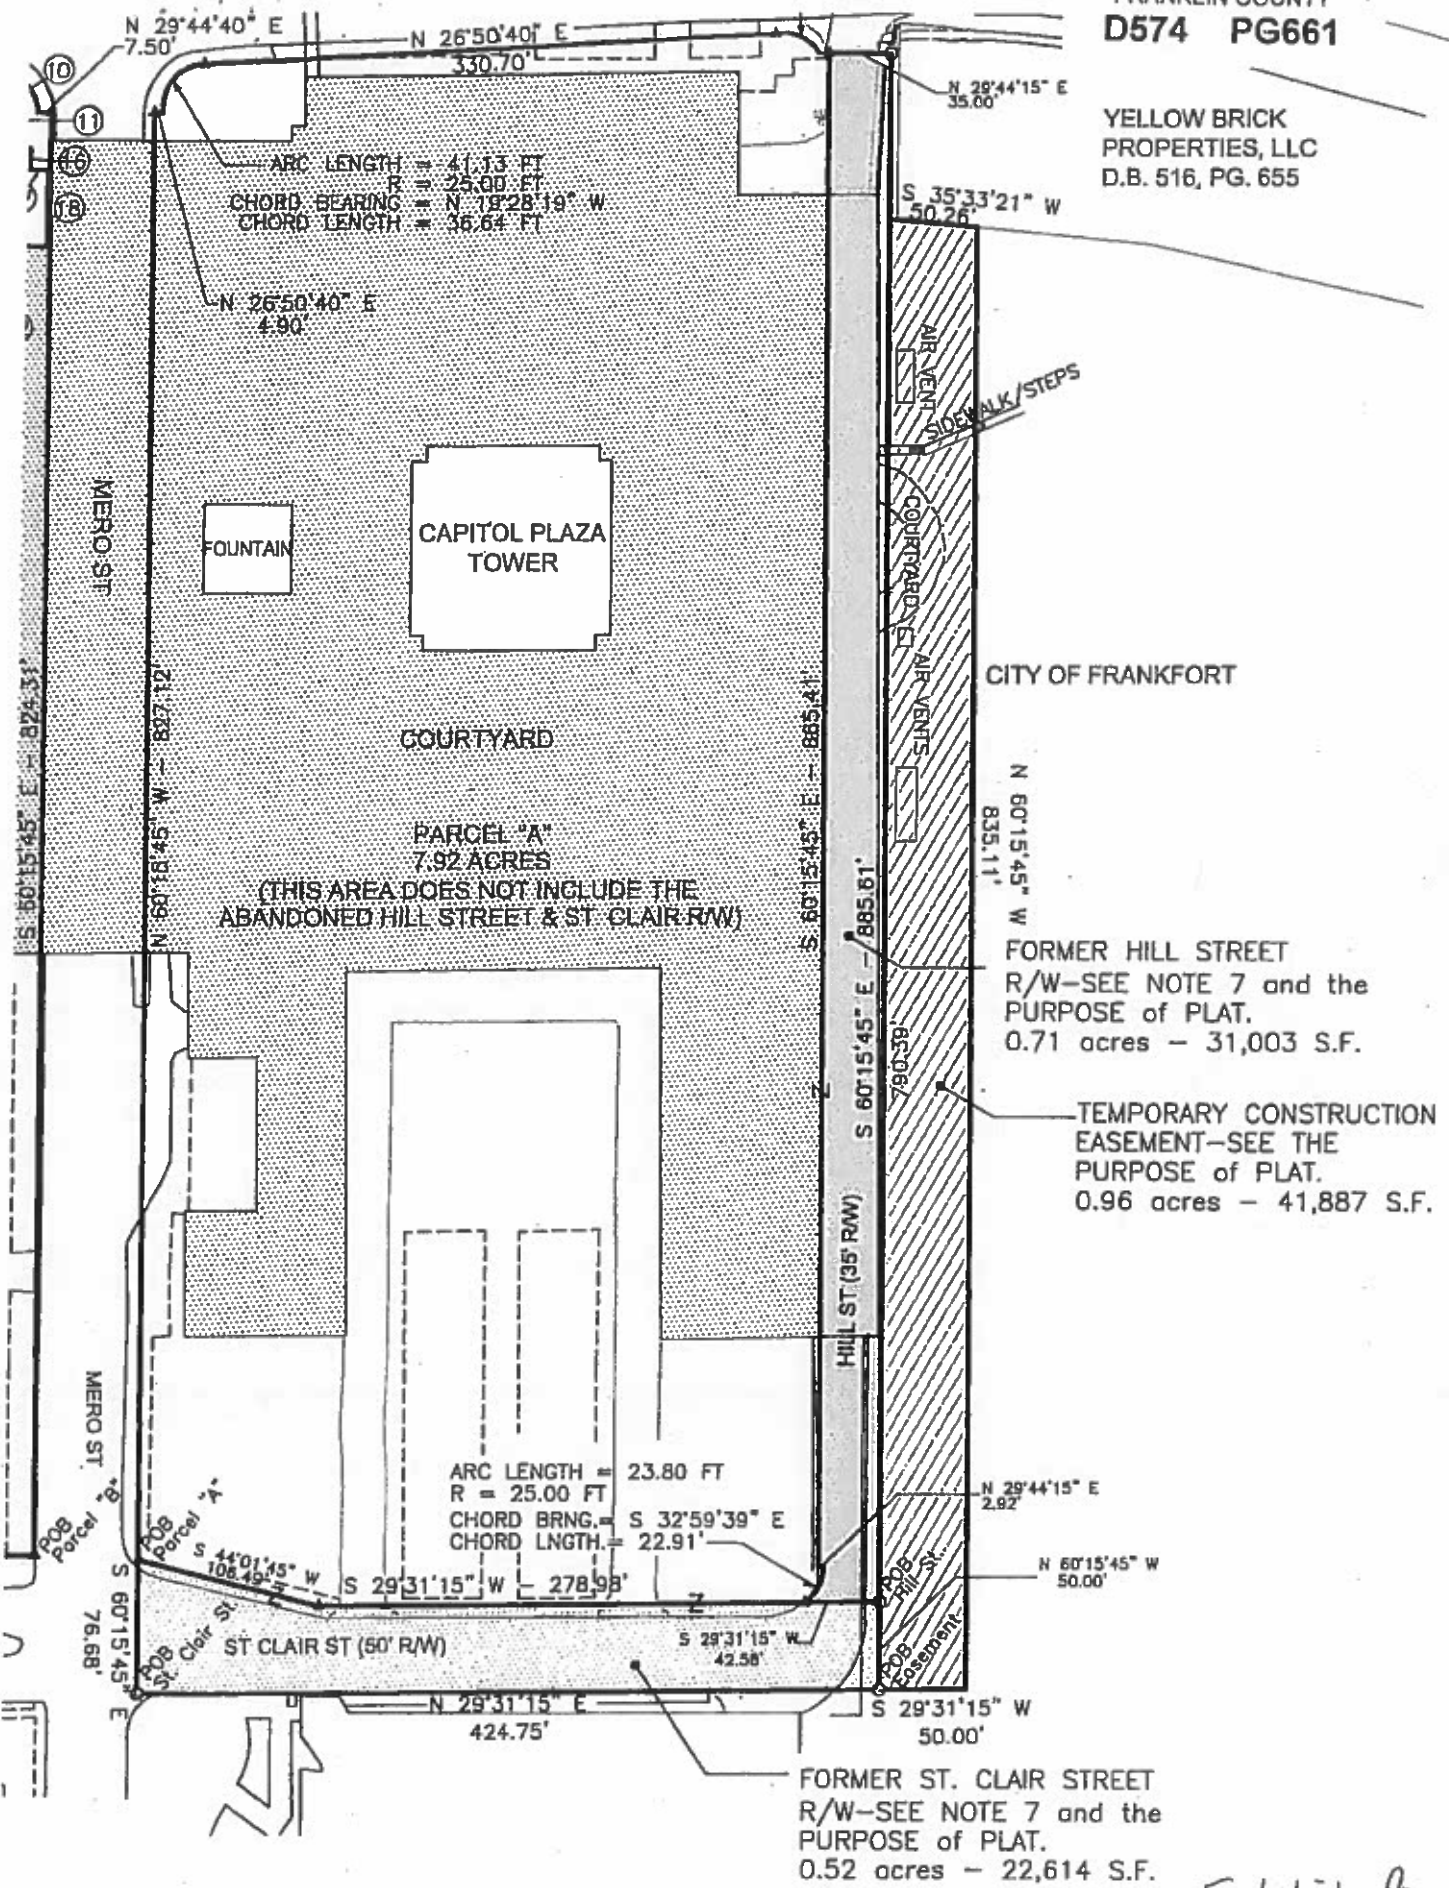 FRANKLIN COUNTY
D574 PG661
N 29°44'40" E
7.50'
N 26°50'40" E
330.70'
N 29°44'15" E
35.00'
YELLOW BRICK
PROPERTIES, LLC
D.B. 516, PG. 655
10
11
16
18
ARC LENGTH = 41.13 FT
R = 25.00 FT
CHORD BEARING = N 19°28'19" W
CHORD LENGTH = 36.64 FT
S 35°33'21" W
50.26'
N 26°50'40" E
4.90'
AIR VENT
SIDEWALK/STEPS
MERO ST
FOUNTAIN
CAPITOL PLAZA
TOWER
COURTYARD
AIR VENTS
CITY OF FRANKFORT
S 60°15'45" E - 824.31'
N 60°15'45" W - 827.12'
COURTYARD
S 60°15'45" E - 865.41'
N 60°15'45" W
835.11'
PARCEL "A"
7.92 ACRES
(THIS AREA DOES NOT INCLUDE THE
ABANDONED HILL STREET & ST CLAIR R/W)
S 60°15'45" E - 885.61'
790.39'
FORMER HILL STREET
R/W-SEE NOTE 7 and the
PURPOSE of PLAT.
0.71 acres - 31,003 S.F.
TEMPORARY CONSTRUCTION
EASEMENT-SEE THE
PURPOSE of PLAT.
0.96 acres - 41,887 S.F.
HILL ST (35' R/W)
MERO ST
ARC LENGTH = 23.80 FT
R = 25.00 FT
CHORD BRNG.= S 32°59'39" E
CHORD LNGTH.= 22.91'
N 29°44'15" E
2.92'
POB
Parcel "B"
POB
Parcel "A"
S 44°01'45" W
106.49'
S 29°31'15" W - 278.98'
POB
Hill St.
N 60°15'45" W
50.00'
S 60°15'45" E
76.68'
POB
St. Clair St.
ST CLAIR ST (50' R/W)
S 29°31'15" W
42.58'
POB
Easement
N 29°31'15" E
424.75'
S 29°31'15" W
50.00'
FORMER ST. CLAIR STREET
R/W-SEE NOTE 7 and the
PURPOSE of PLAT.
0.52 acres - 22,614 S.F.